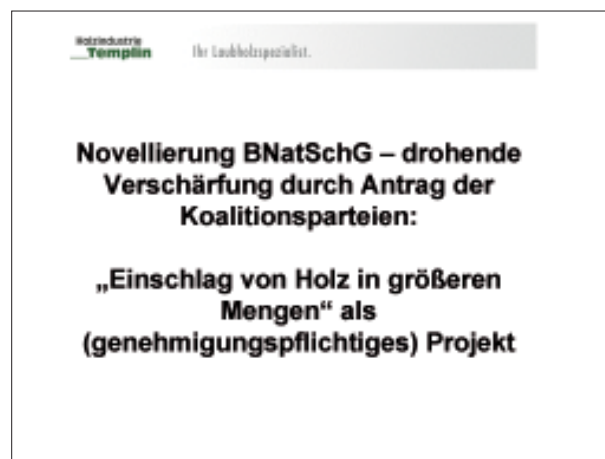 Holzindustrie
Templin
Ihr Laubholzspezialist.
Novellierung BNatSchG – drohende
Verschärfung durch Antrag der
Koalitionsparteien:
„Einschlag von Holz in größeren
Mengen“ als
(genehmigungspflichtiges) Projekt